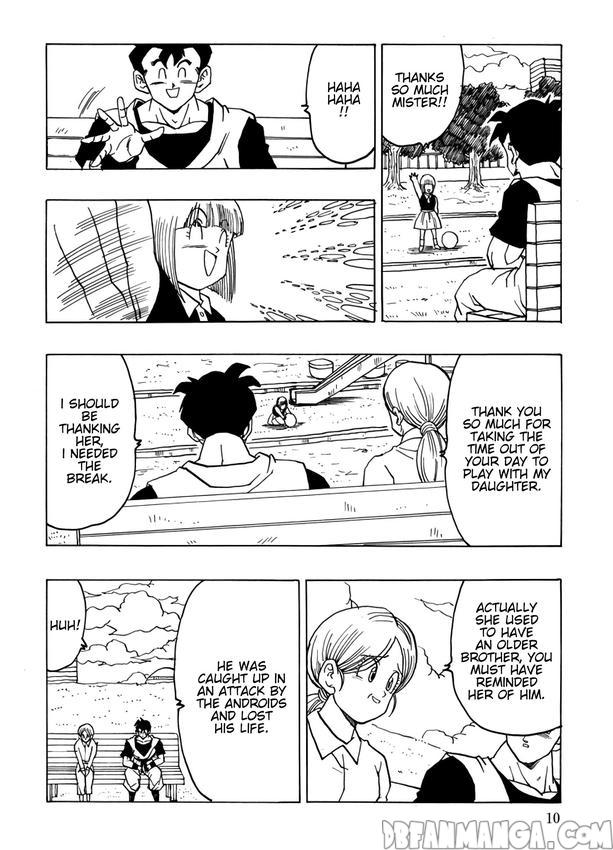 THANKS
SO MUCH
MISTER!!
HAHA
HAHA
!!
THANK YOU
SO MUCH FOR
TAKING THE
TIME OUT OF
YOUR DAY TO
PLAY WITH MY
DAUGHTER.
I SHOULD
BE
THANKING
HER,
I NEEDED
THE
BREAK.
ACTUALLY
SHE USED
TO HAVE
AN OLDER
BROTHER, YOU
MUST HAVE
REMINDED
HER OF HIM.
HE WAS
CAUGHT UP IN
AN ATTACK BY
THE ANDROIDS
AND LOST
HIS LIFE.
HUH!
10
DBFANMANGA.COM